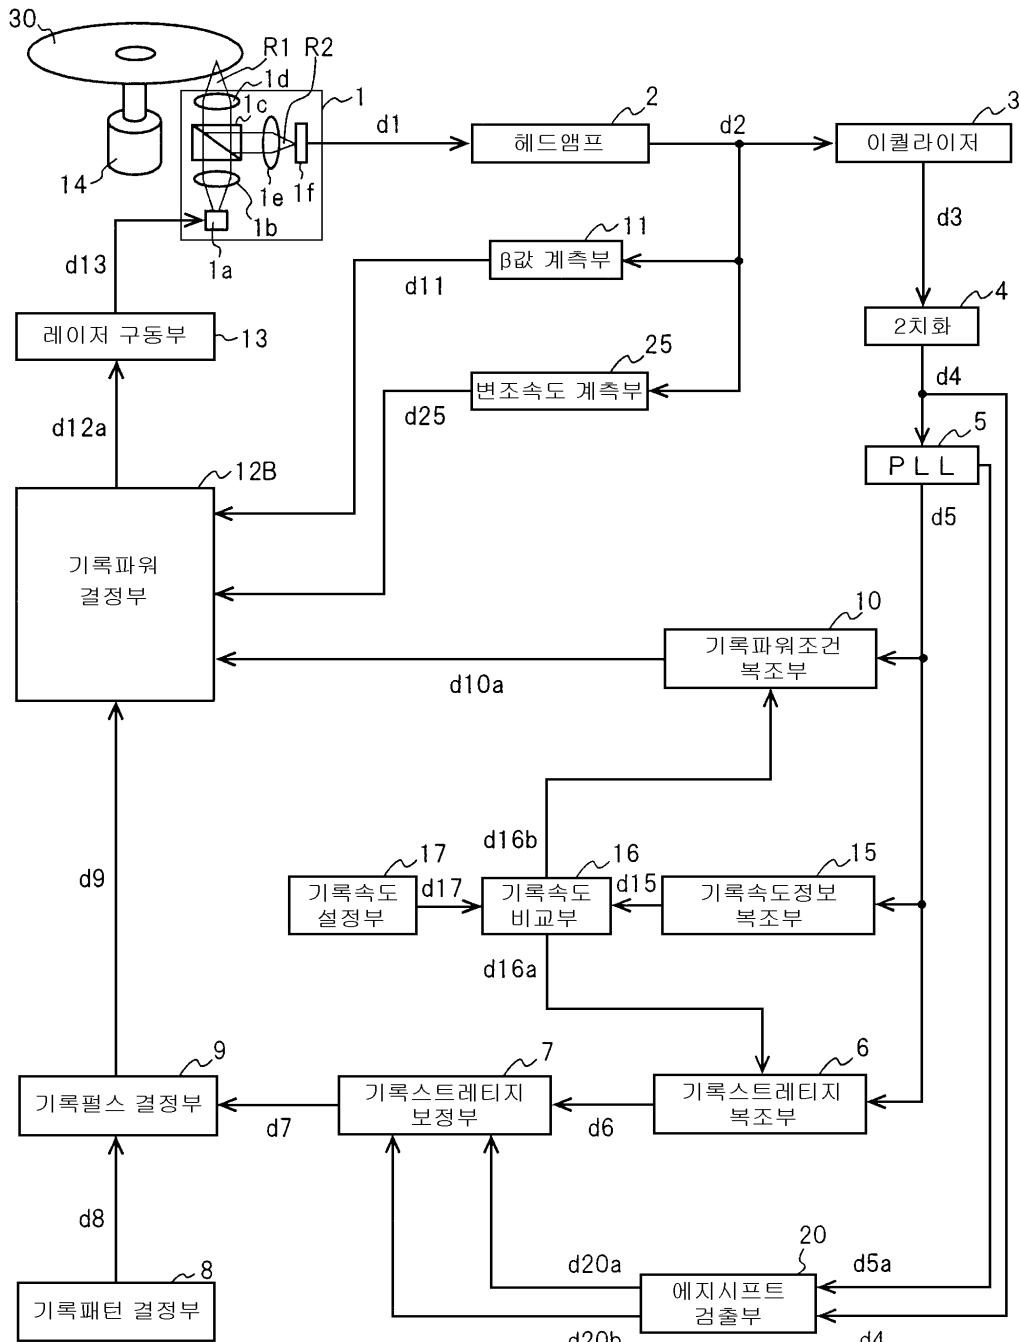 30
R1
R2
1d
1
1c
14
1e
1f
1b
1a
d1
2
헤드앰프
d2
3
이퀄라이저
d3
11
β값 계측부
d11
d13
4
2치화
레이저 구동부
13
25
변조속도 계측부
d25
d4
d12a
5
PLL
d5
12B
기록파워
결정부
10
기록파워조건
복조부
d10a
d16b
17
기록속도
설정부
d17
16
기록속도
비교부
d15
15
기록속도정보
복조부
d9
d16a
9
기록펄스 결정부
d7
7
기록스트레티지
보정부
d6
6
기록스트레티지
복조부
d8
8
기록패턴 결정부
d20a
20
에지시프트
검출부
d5a
d20b
d4